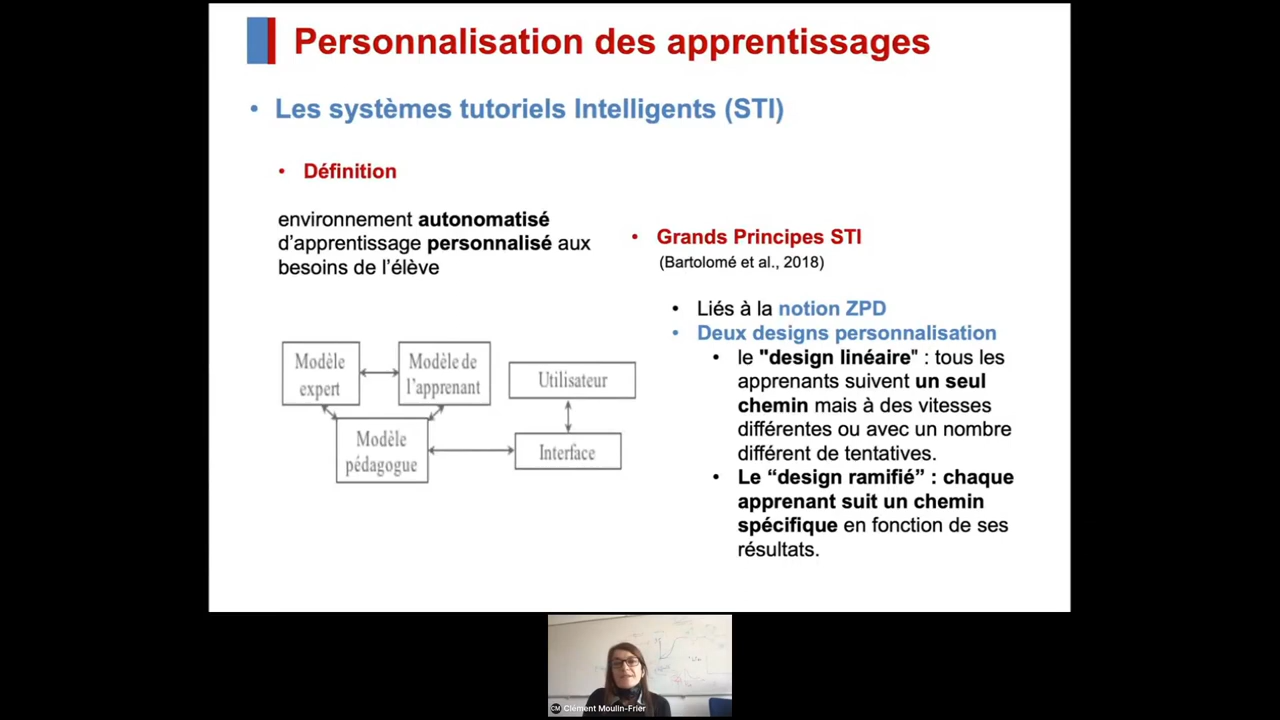 Personnalisation des apprentissages
• Les systèmes tutoriels Intelligents (STI)
• Définition
environnement autonomatisé
d'apprentissage personnalisé aux
besoins de l'élève
Modèle
expert
Modèle de
l'apprenant
Utilisateur
Modèle
pédagogue
Interface
• Grands Principes STI
(Bartolomé et al., 2018)
• Liés à la notion ZPD
• Deux designs personnalisation
• le "design linéaire" : tous les
apprenants suivent un seul
chemin mais à des vitesses
différentes ou avec un nombre
différent de tentatives.
• Le “design ramifié” : chaque
apprenant suit un chemin
spécifique en fonction de ses
résultats.
CM Clément Moulin-Frier